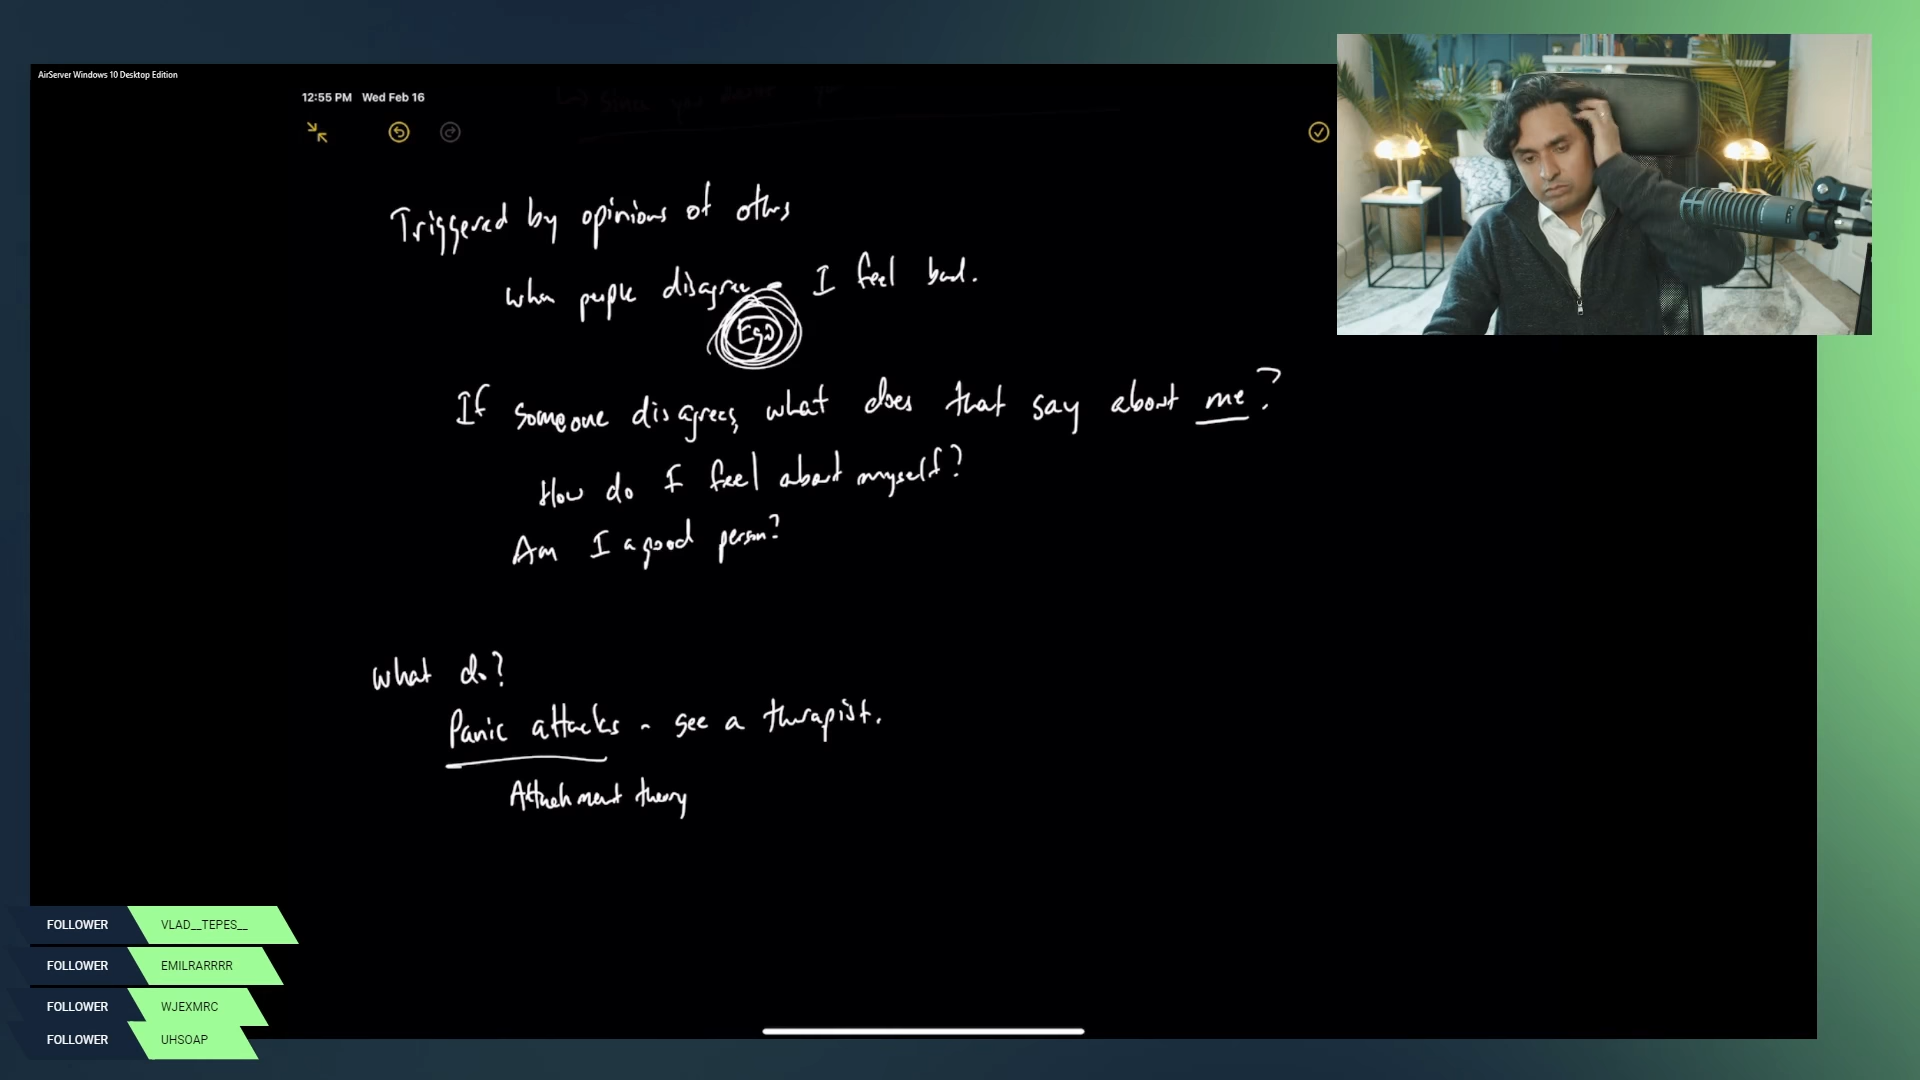 AirServer Windows 10 Desktop Edition
12:55 PM Wed Feb 16
since you
Triggered by opinions of others
when people disagree - I feel bad.
Ego
If someone disagrees, what does that say about me?
How do I feel about myself?
Am I a good person?
What do?
Panic attacks - see a therapist.
Attachment theory
FOLLOWER VLAD__TEPES__
FOLLOWER EMILRARRRR
FOLLOWER WJEXMRC
FOLLOWER UHSOAP